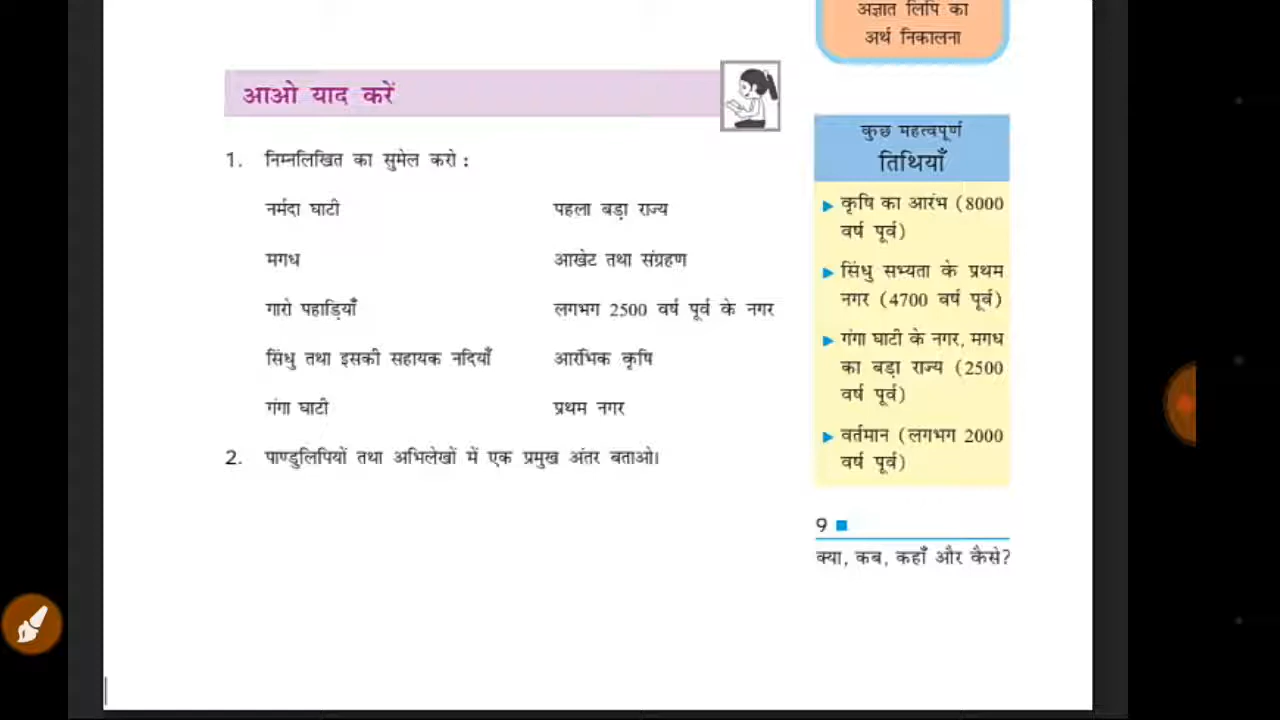 अज्ञात लिपि का
अर्थ निकालना
आओ याद करें
1. निम्नलिखित का सुमेल करो :
नर्मदा घाटी पहला बड़ा राज्य
मगध आखेट तथा संग्रहण
गारो पहाड़ियाँ लगभग 2500 वर्ष पूर्व के नगर
सिंधु तथा इसकी सहायक नदियाँ आरंभिक कृषि
गंगा घाटी प्रथम नगर
2. पाण्डुलिपियों तथा अभिलेखों में एक प्रमुख अंतर बताओ।
कुछ महत्वपूर्ण
तिथियाँ
▶ कृषि का आरंभ (8000
वर्ष पूर्व)
▶ सिंधु सभ्यता के प्रथम
नगर (4700 वर्ष पूर्व)
▶ गंगा घाटी के नगर, मगध
का बड़ा राज्य (2500
वर्ष पूर्व)
▶ वर्तमान (लगभग 2000
वर्ष पूर्व)
9 ■
क्या, कब, कहाँ और कैसे?